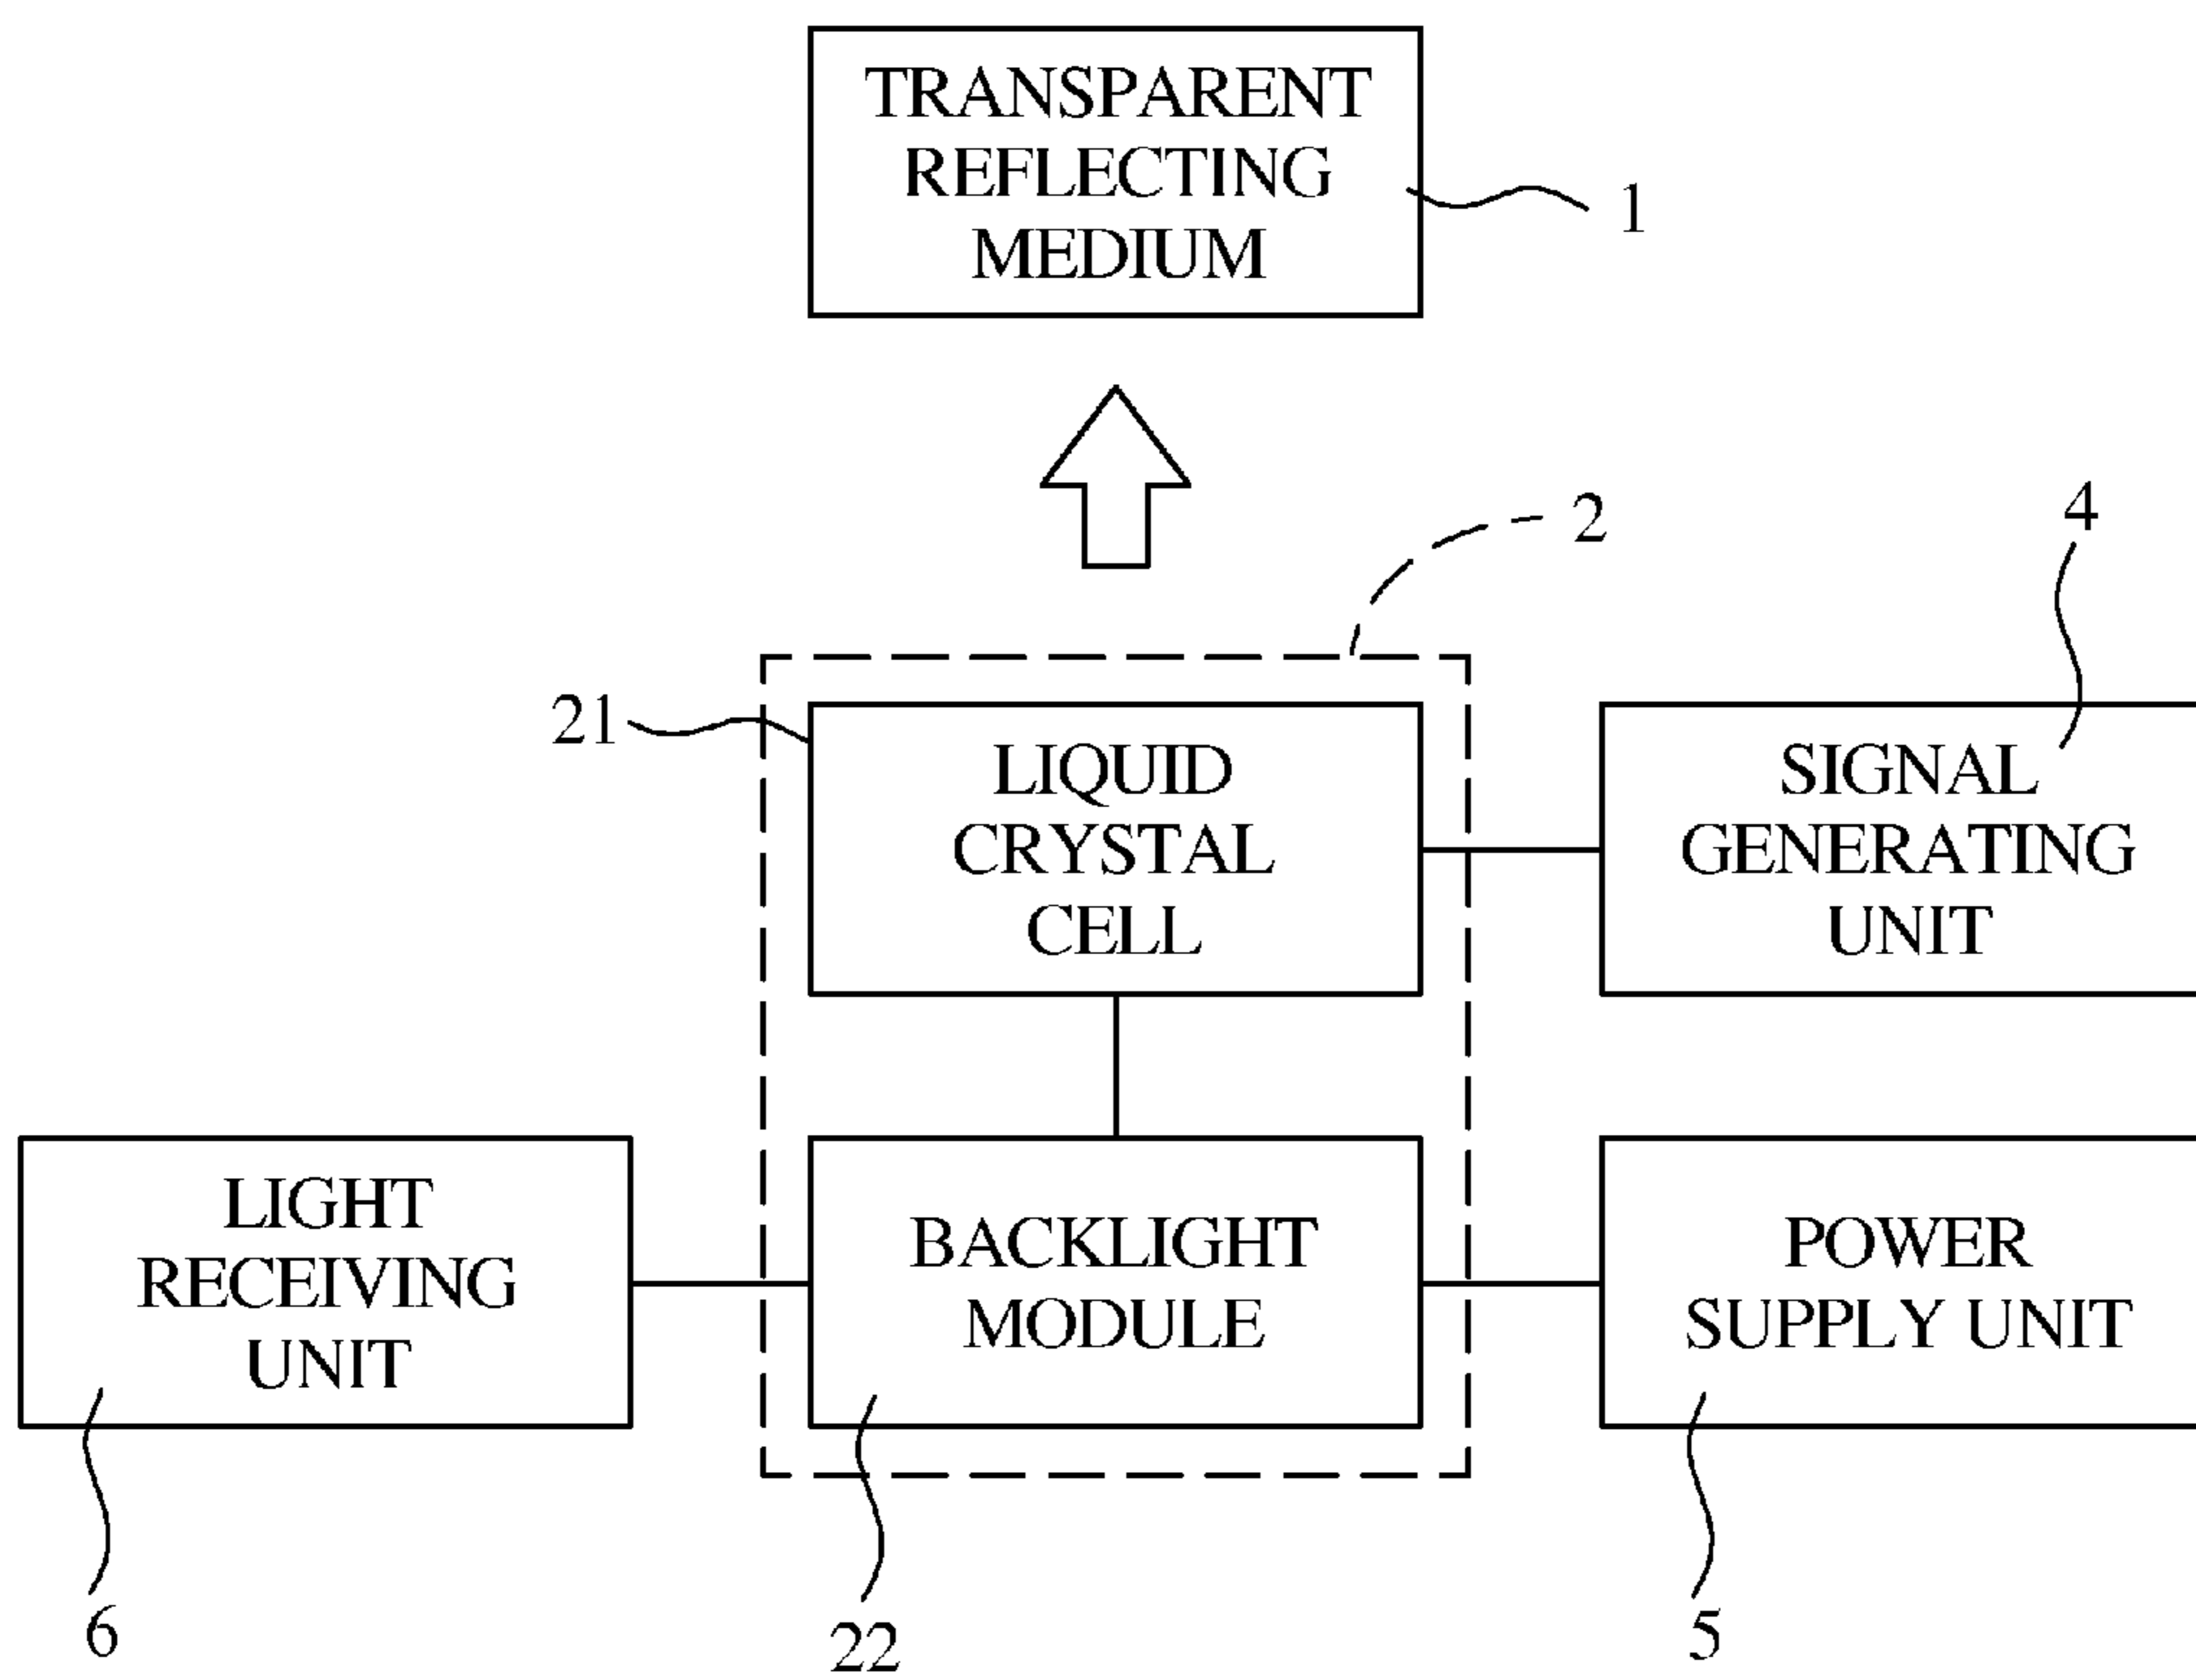 TRANSPARENT
REFLECTING
MEDIUM
1
2
4
21
LIQUID
CRYSTAL
CELL
SIGNAL
GENERATING
UNIT
LIGHT
RECEIVING
UNIT
BACKLIGHT
MODULE
POWER
SUPPLY UNIT
6
22
5